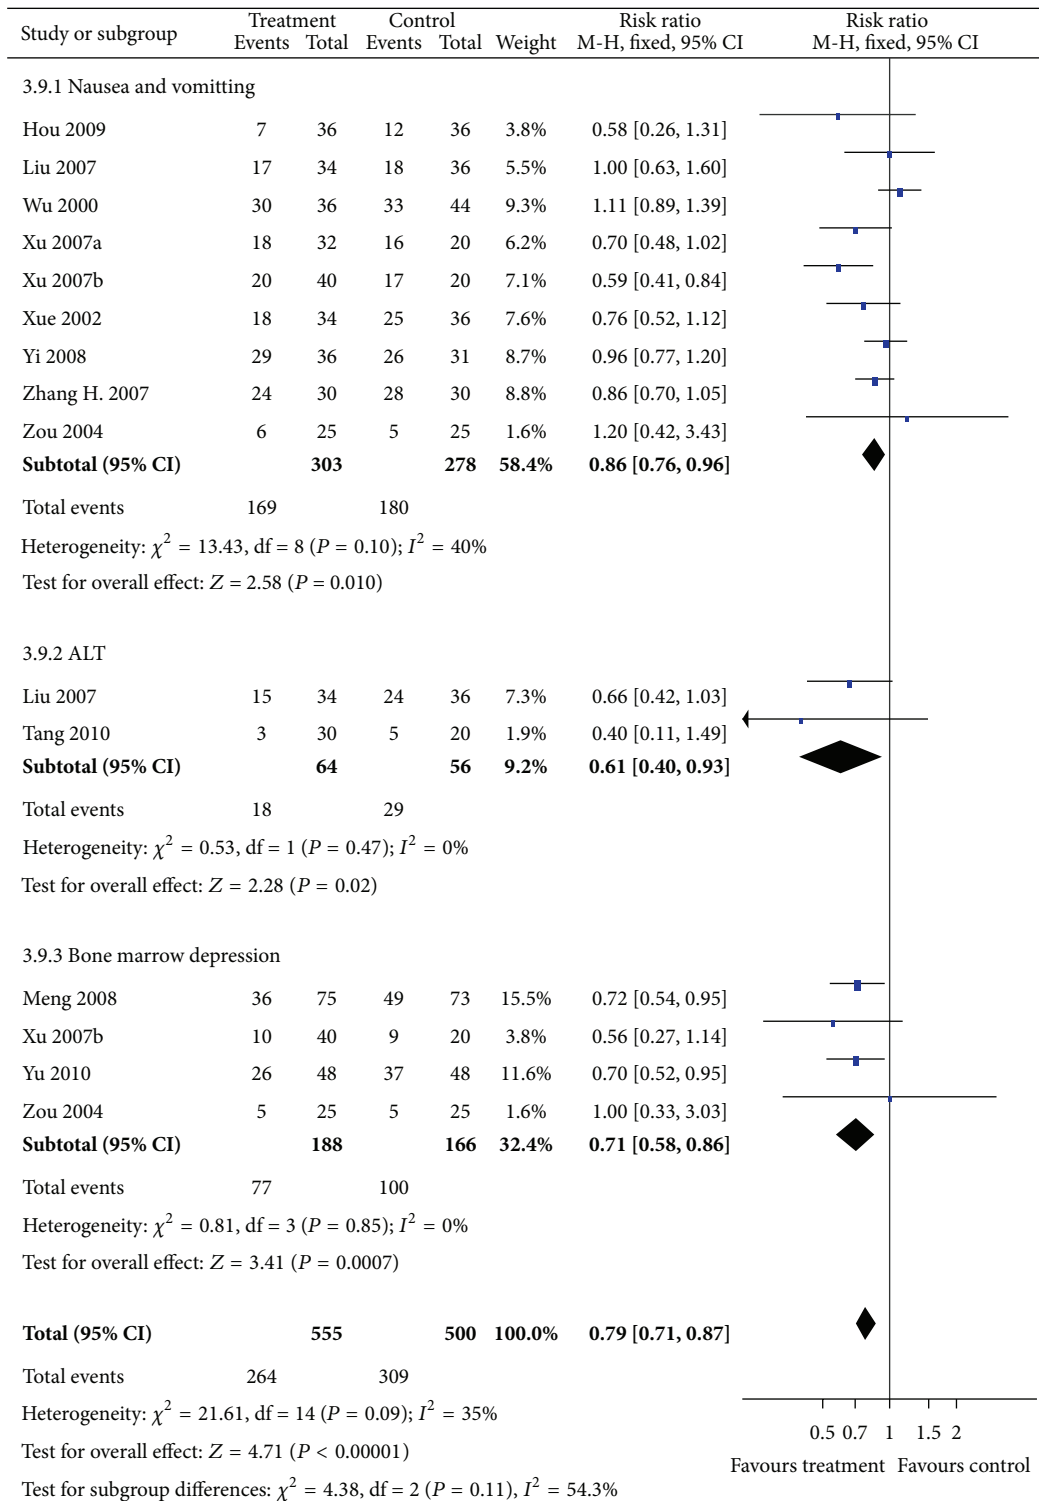 Study or subgroup Treatment Control Weight Risk ratio Risk ratio
Events Total Events Total M-H, fixed, 95% CI M-H, fixed, 95% CI
3.9.1 Nausea and vomitting
Hou 2009 7 36 12 36 3.8% 0.58 [0.26, 1.31]
Liu 2007 17 34 18 36 5.5% 1.00 [0.63, 1.60]
Wu 2000 30 36 33 44 9.3% 1.11 [0.89, 1.39]
Xu 2007a 18 32 16 20 6.2% 0.70 [0.48, 1.02]
Xu 2007b 20 40 17 20 7.1% 0.59 [0.41, 0.84]
Xue 2002 18 34 25 36 7.6% 0.76 [0.52, 1.12]
Yi 2008 29 36 26 31 8.7% 0.96 [0.77, 1.20]
Zhang H. 2007 24 30 28 30 8.8% 0.86 [0.70, 1.05]
Zou 2004 6 25 5 25 1.6% 1.20 [0.42, 3.43]
Subtotal (95% CI) 303 278 58.4% 0.86 [0.76, 0.96]
Total events 169 180
Heterogeneity: χ² = 13.43, df = 8 (P = 0.10); I² = 40%
Test for overall effect: Z = 2.58 (P = 0.010)
3.9.2 ALT
Liu 2007 15 34 24 36 7.3% 0.66 [0.42, 1.03]
Tang 2010 3 30 5 20 1.9% 0.40 [0.11, 1.49]
Subtotal (95% CI) 64 56 9.2% 0.61 [0.40, 0.93]
Total events 18 29
Heterogeneity: χ² = 0.53, df = 1 (P = 0.47); I² = 0%
Test for overall effect: Z = 2.28 (P = 0.02)
3.9.3 Bone marrow depression
Meng 2008 36 75 49 73 15.5% 0.72 [0.54, 0.95]
Xu 2007b 10 40 9 20 3.8% 0.56 [0.27, 1.14]
Yu 2010 26 48 37 48 11.6% 0.70 [0.52, 0.95]
Zou 2004 5 25 5 25 1.6% 1.00 [0.33, 3.03]
Subtotal (95% CI) 188 166 32.4% 0.71 [0.58, 0.86]
Total events 77 100
Heterogeneity: χ² = 0.81, df = 3 (P = 0.85); I² = 0%
Test for overall effect: Z = 3.41 (P = 0.0007)
Total (95% CI) 555 500 100.0% 0.79 [0.71, 0.87]
Total events 264 309
Heterogeneity: χ² = 21.61, df = 14 (P = 0.09); I² = 35%
Test for overall effect: Z = 4.71 (P < 0.00001)
Test for subgroup differences: χ² = 4.38, df = 2 (P = 0.11), I² = 54.3%
0.5 0.7 1 1.5 2
Favours treatment Favours control